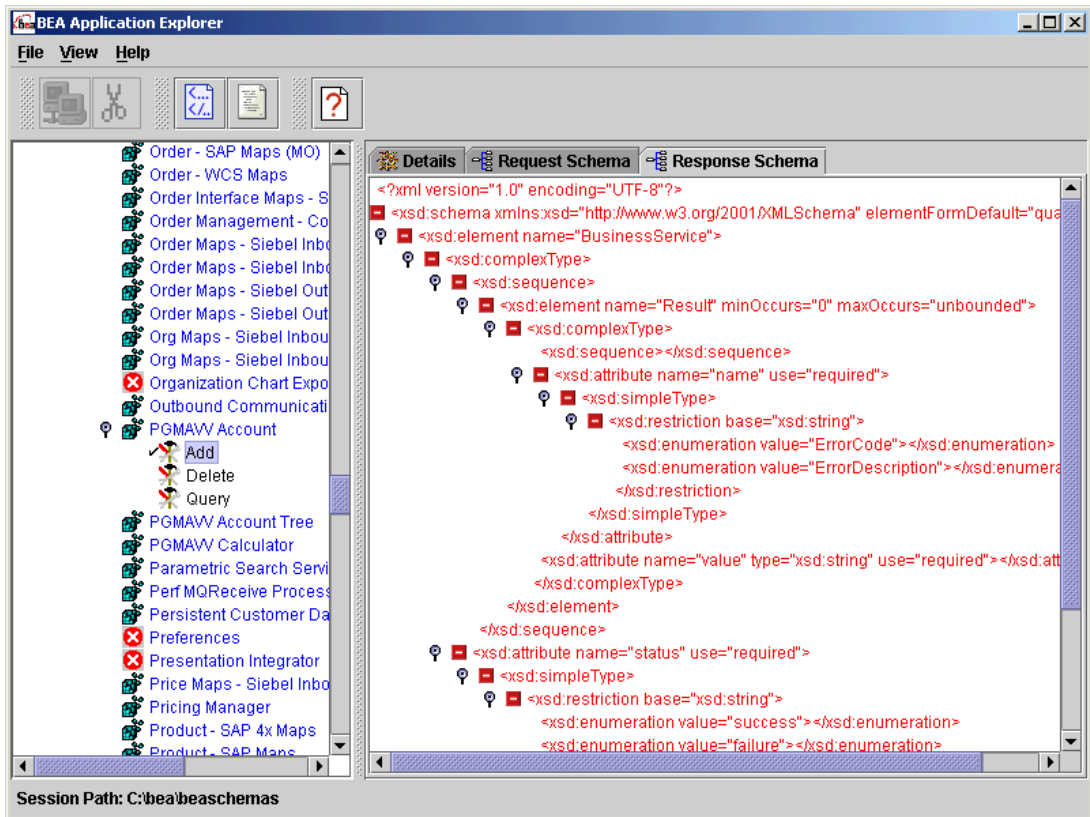 BEA Application Explorer
File View Help
Order - SAP Maps (MO)
Order - WCS Maps
Order Interface Maps - S
Order Management - Co
Order Maps - Siebel Inbo
Order Maps - Siebel Inbo
Order Maps - Siebel Out
Order Maps - Siebel Out
Org Maps - Siebel Inbou
Org Maps - Siebel Inbou
Organization Chart Expo
Outbound Communicati
PGMAVV Account
Add
Delete
Query
PGMAVV Account Tree
PGMAVV Calculator
Parametric Search Servi
Perf MQReceive Process
Persistent Customer Da
Preferences
Presentation Integrator
Price Maps - Siebel Inbo
Pricing Manager
Product - SAP 4x Maps
Product - SAP Maps
Details Request Schema Response Schema
<?xml version="1.0" encoding="UTF-8"?>
<xsd:schema xmlns:xsd="http://www.w3.org/2001/XMLSchema" elementFormDefault="qua
<xsd:element name="BusinessService">
<xsd:complexType>
<xsd:sequence>
<xsd:element name="Result" minOccurs="0" maxOccurs="unbounded">
<xsd:complexType>
<xsd:sequence></xsd:sequence>
<xsd:attribute name="name" use="required">
<xsd:simpleType>
<xsd:restriction base="xsd:string">
<xsd:enumeration value="ErrorCode"></xsd:enumeration>
<xsd:enumeration value="ErrorDescription"></xsd:enumera
</xsd:restriction>
</xsd:simpleType>
</xsd:attribute>
<xsd:attribute name="value" type="xsd:string" use="required"></xsd:att
</xsd:complexType>
</xsd:element>
</xsd:sequence>
<xsd:attribute name="status" use="required">
<xsd:simpleType>
<xsd:restriction base="xsd:string">
<xsd:enumeration value="success"></xsd:enumeration>
<xsd:enumeration value="failure"></xsd:enumeration>
Session Path: C:\bea\beaschemas